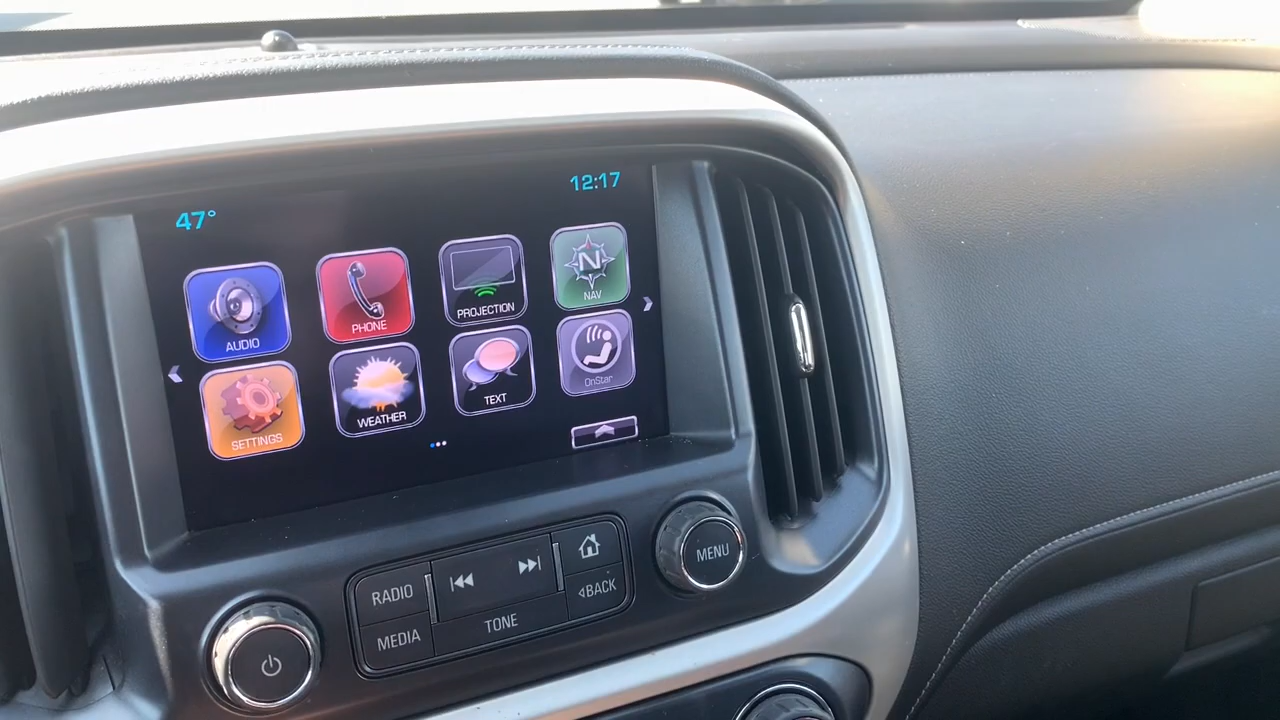 47°
12:17
AUDIO
PHONE
PROJECTION
N
NAV
SETTINGS
WEATHER
TEXT
OnStar
RADIO
MEDIA
TONE
BACK
MENU